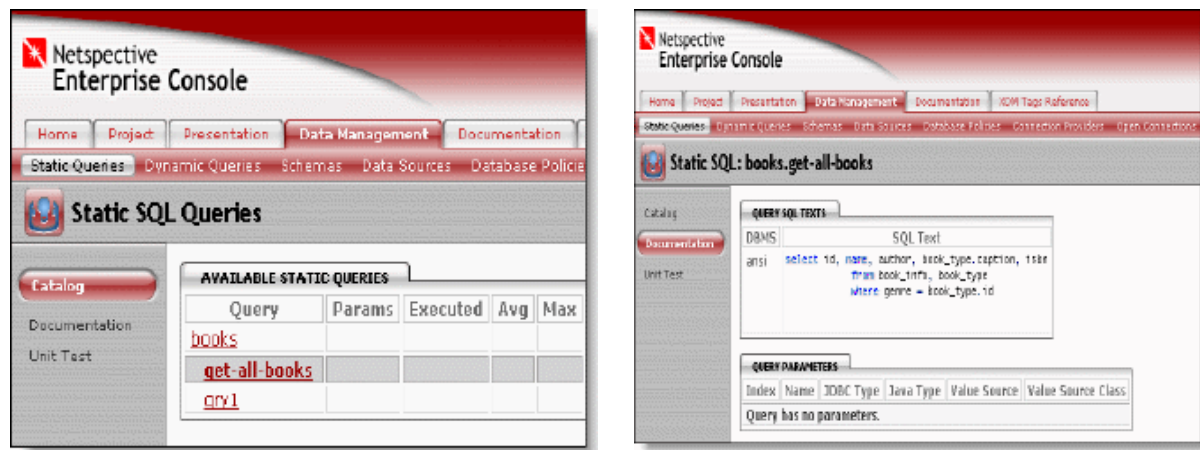 Netspective
Enterprise Console
Home Project Presentation Data Management Documentation
Static Queries Dynamic Queries Schemas Data Sources Database Policie
Static SQL Queries
Catalog
Documentation
Unit Test
AVAILABLE STATIC QUERIES
Query Params Executed Avg Max
books
get-all-books
qry1
Netspective
Enterprise Console
Home Project Presentation Data Management Documentation XDM Tags Reference
Static Queries Dynamic Queries Schemas Data Sources Database Policies Connection Providers Open Connections
Static SQL: books.get-all-books
Catalog
Documentation
Unit Test
QUERY SQL TEXTS
DBMS SQL Text
ansi select id, name, author, book_type.caption, isbn
from book_info, book_type
where genre = book_type.id
QUERY PARAMETERS
Index Name JDBC Type Java Type Value Source Value Source Class
Query has no parameters.